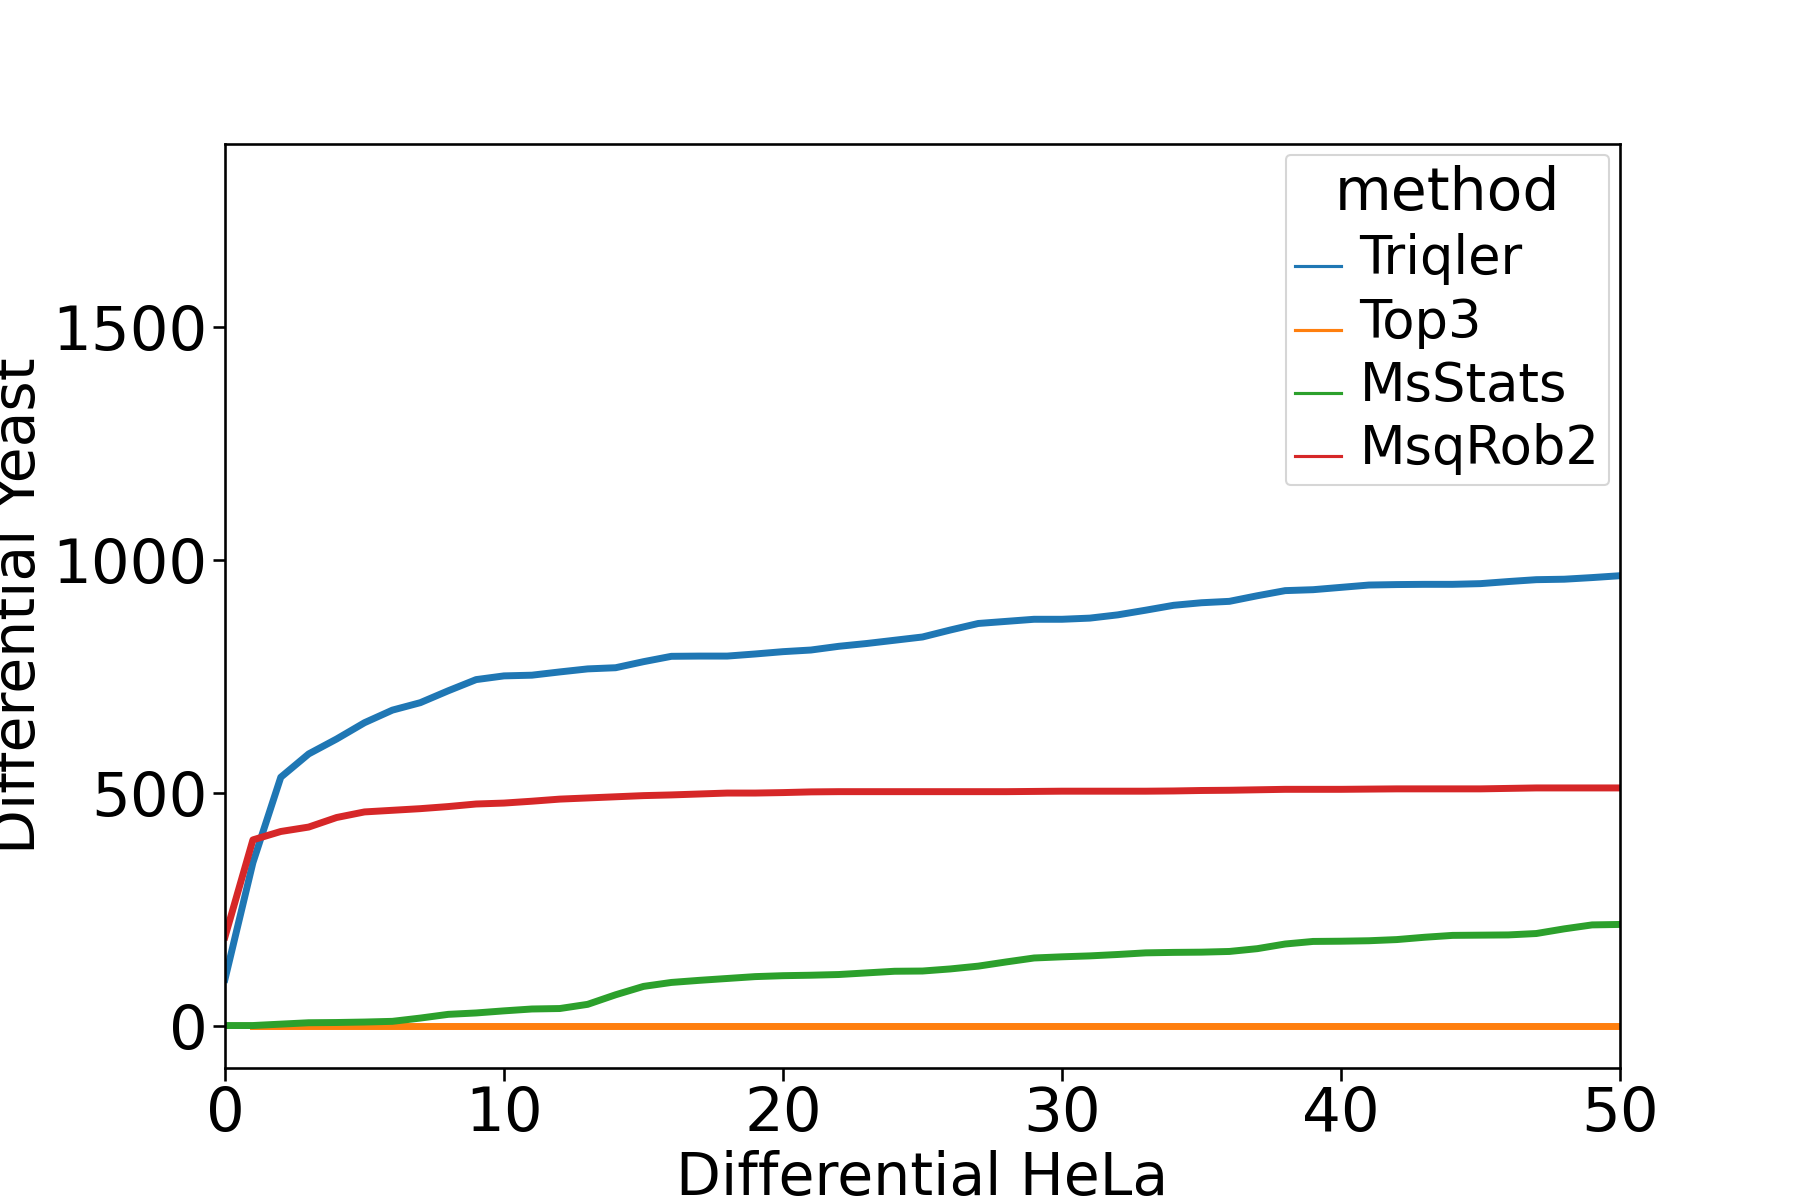 method
Triqler
Top3
MsStats
MsqRob2
Differential Yeast
1500
1000
500
0
0 10 20 30 40 50
Differential HeLa